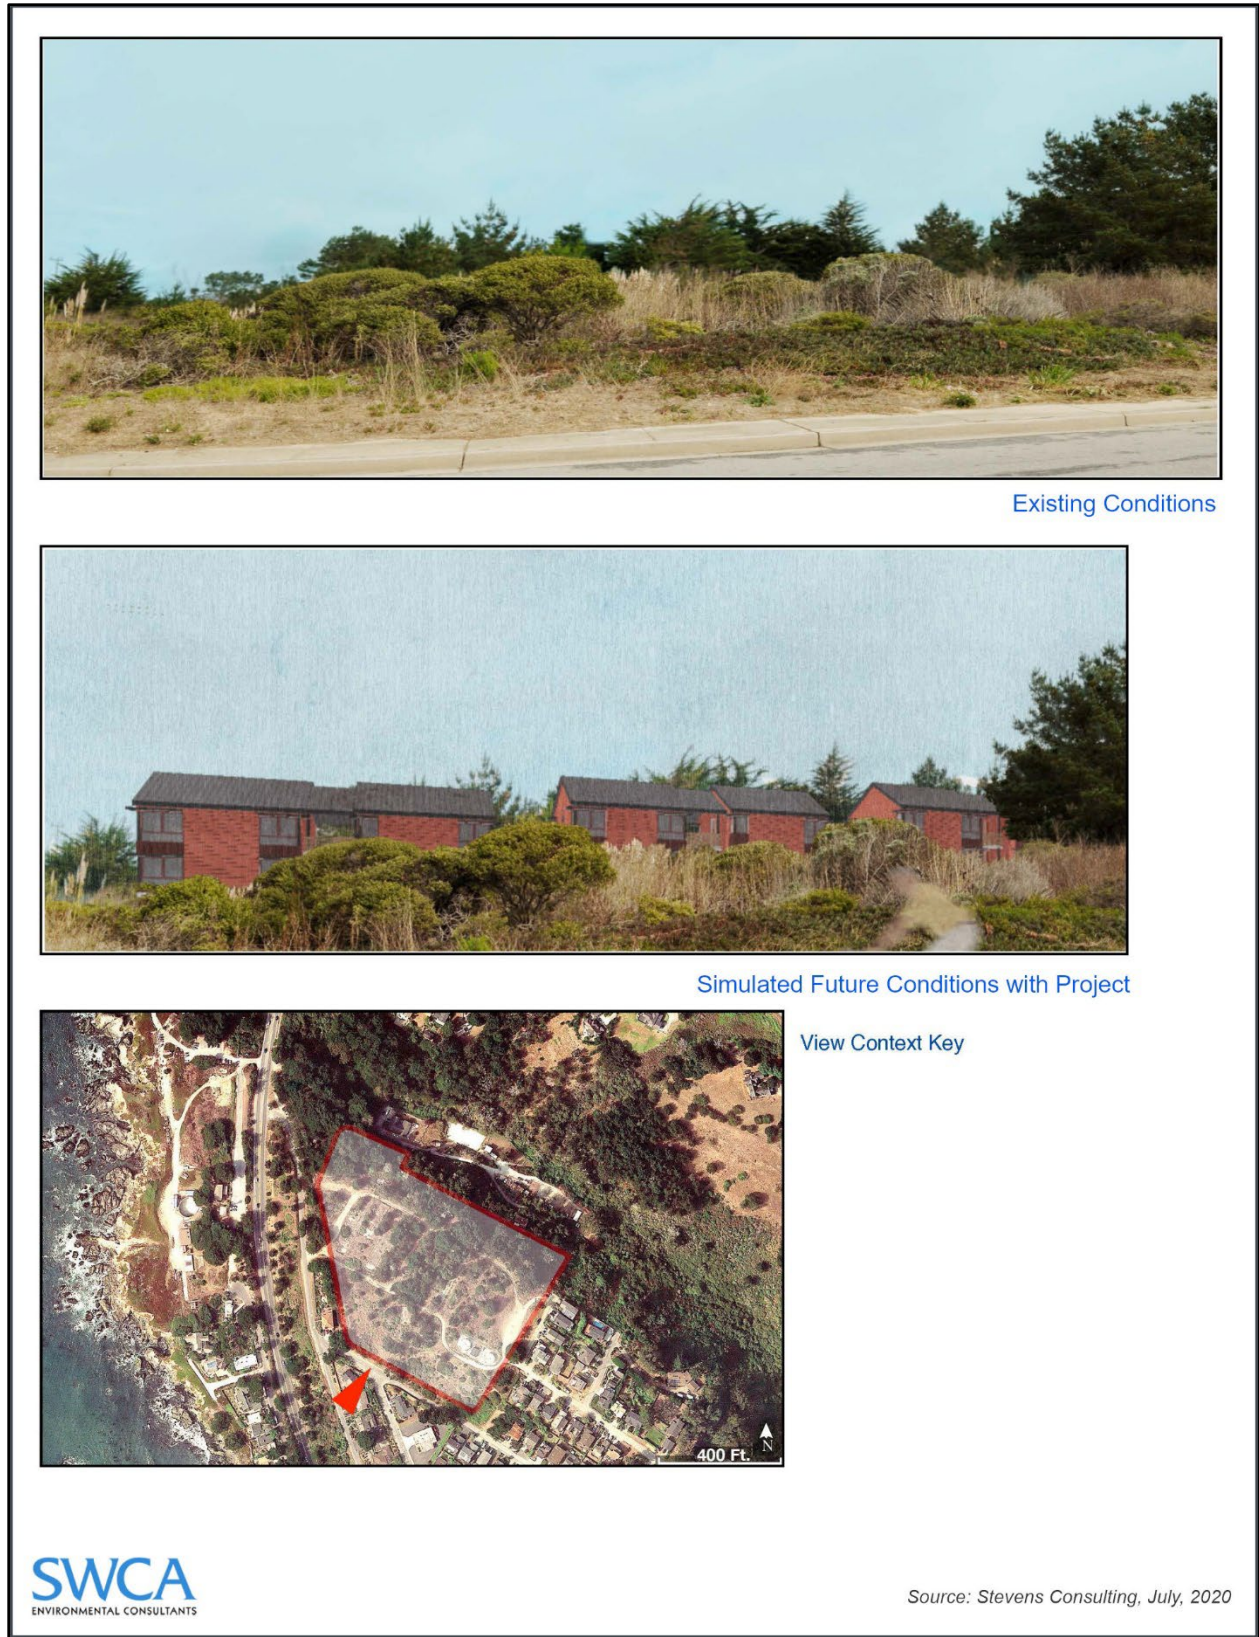 Existing Conditions
Simulated Future Conditions with Project
View Context Key
400 Ft.
N
SWCA
ENVIRONMENTAL CONSULTANTS
Source: Stevens Consulting, July, 2020